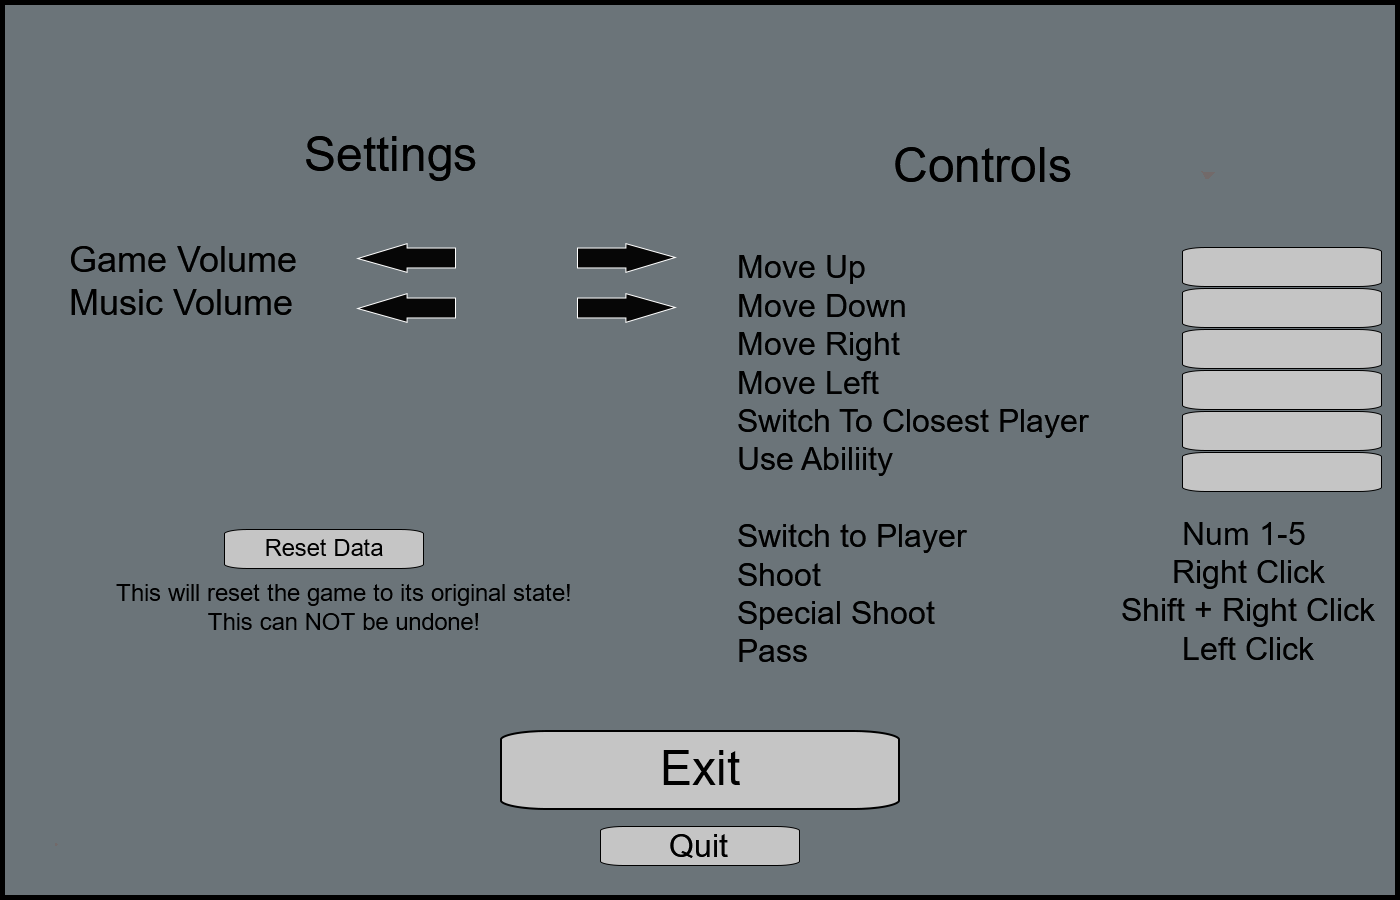 Settings
Game Volume
Music Volume
Reset Data
This will reset the game to its original state!
This can NOT be undone!
Controls
Move Up
Move Down
Move Right
Move Left
Switch To Closest Player
Use Abiliity
Switch to Player Num 1-5
Shoot Right Click
Special Shoot Shift + Right Click
Pass Left Click
Exit
Quit